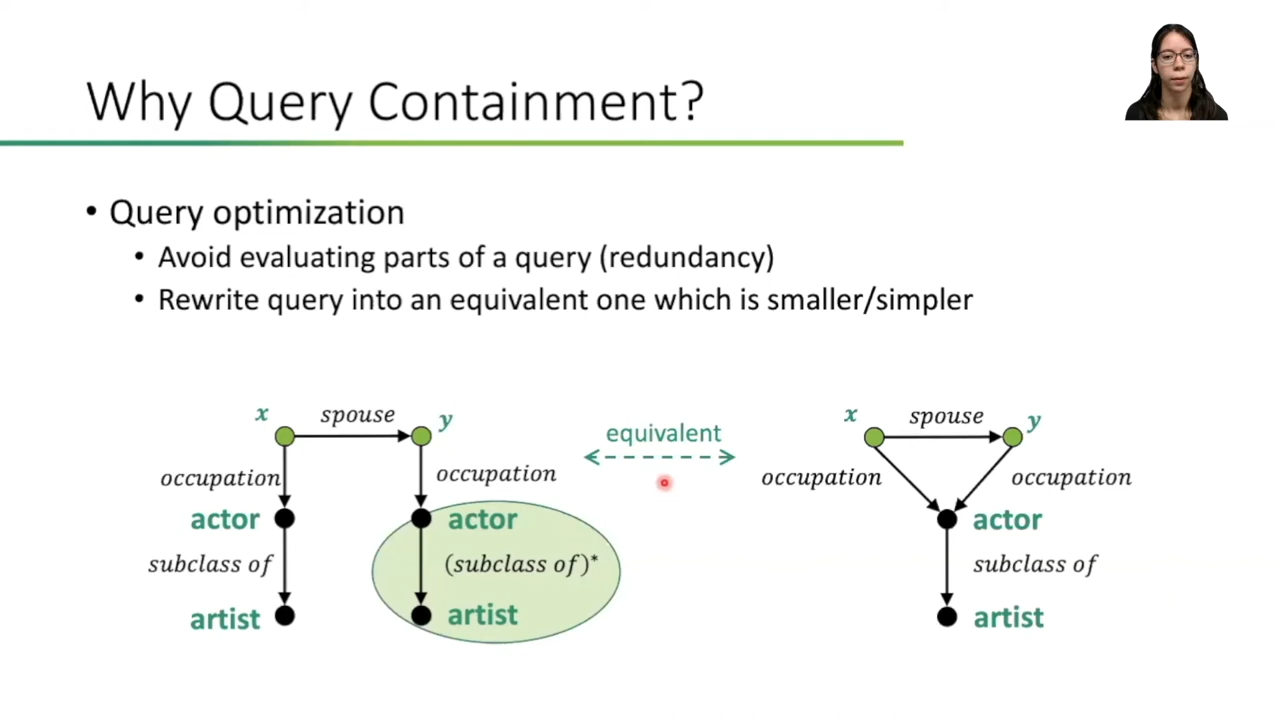 Why Query Containment?
• Query optimization
• Avoid evaluating parts of a query (redundancy)
• Rewrite query into an equivalent one which is smaller/simpler
x spouse y
occupation occupation
actor actor
subclass of (subclass of)*
artist artist
equivalent
x spouse y
occupation occupation
actor
subclass of
artist